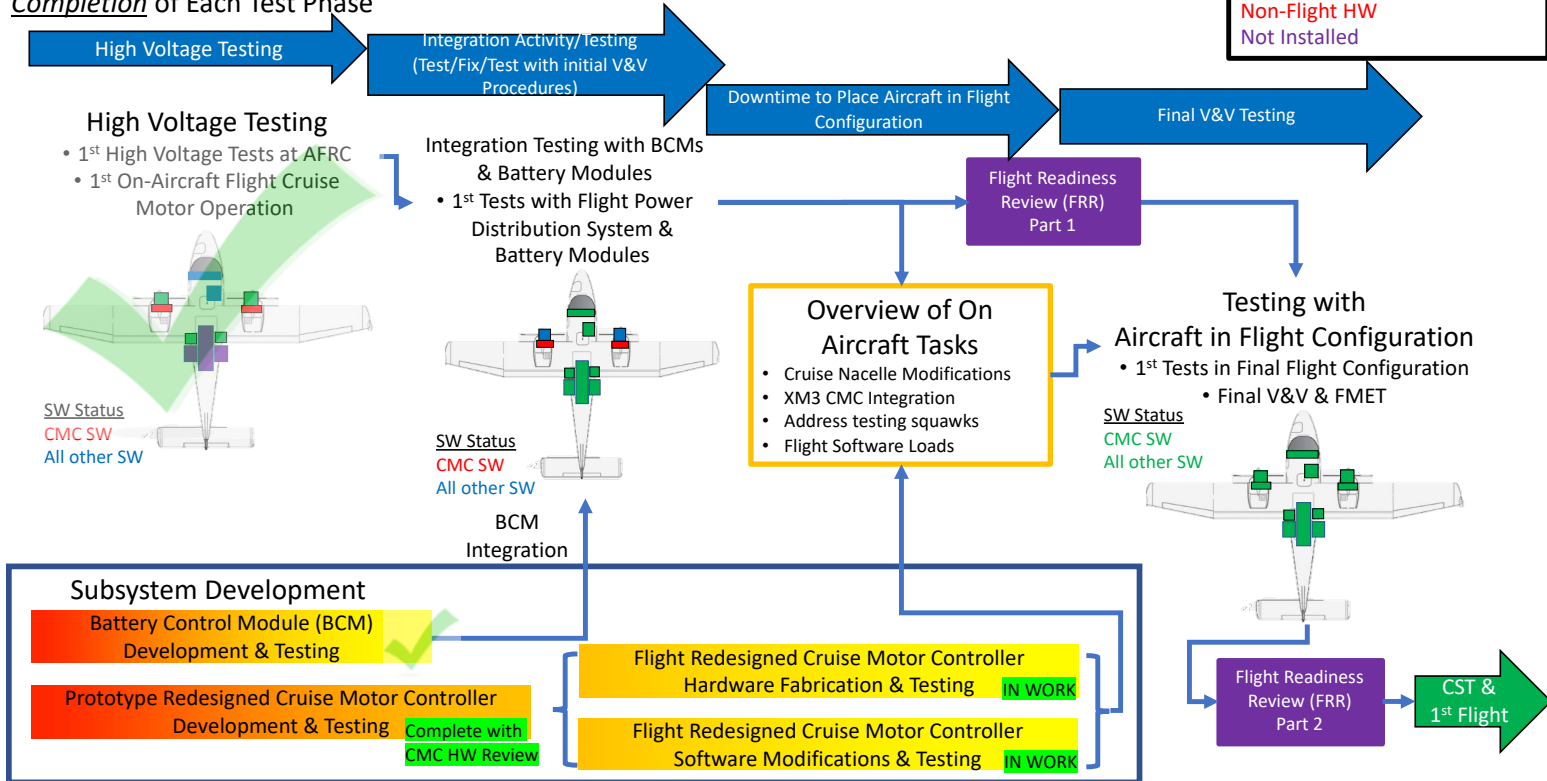 Completion of Each Test Phase
Non-Flight HW
Not Installed
High Voltage Testing
Integration Activity/Testing
(Test/Fix/Test with initial V&V
Procedures)
Downtime to Place Aircraft in Flight
Configuration
Final V&V Testing
High Voltage Testing
• 1st High Voltage Tests at AFRC
• 1st On-Aircraft Flight Cruise
Motor Operation
SW Status
CMC SW
All other SW
Integration Testing with BCMs
& Battery Modules
• 1st Tests with Flight Power
Distribution System &
Battery Modules
SW Status
CMC SW
All other SW
BCM
Integration
Flight Readiness
Review (FRR)
Part 1
Overview of On
Aircraft Tasks
• Cruise Nacelle Modifications
• XM3 CMC Integration
• Address testing squawks
• Flight Software Loads
Testing with
Aircraft in Flight Configuration
• 1st Tests in Final Flight Configuration
• Final V&V & FMET
SW Status
CMC SW
All other SW
Subsystem Development
Battery Control Module (BCM)
Development & Testing
Prototype Redesigned Cruise Motor Controller
Development & Testing
Complete with
CMC HW Review
Flight Redesigned Cruise Motor Controller
Hardware Fabrication & Testing
IN WORK
Flight Redesigned Cruise Motor Controller
Software Modifications & Testing
IN WORK
Flight Readiness
Review (FRR)
Part 2
CST &
1st Flight